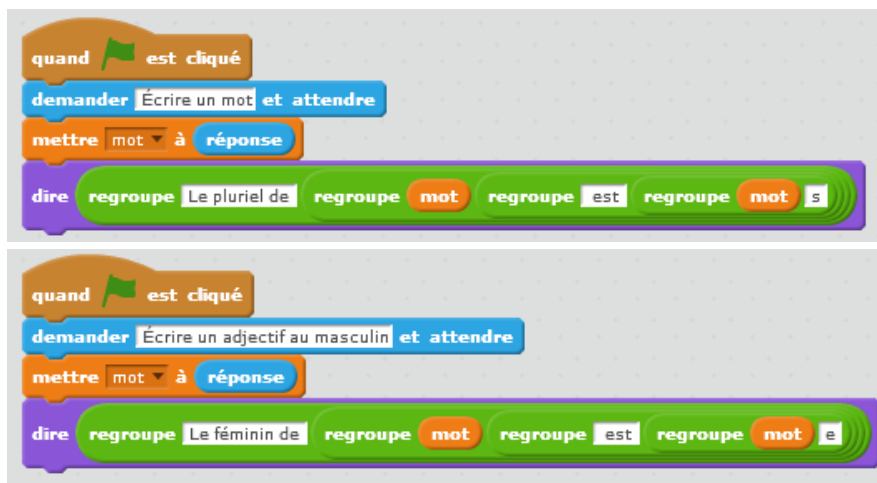 quand est cliqué
demander Écrire un mot et attendre
mettre mot à réponse
dire regroupe Le pluriel de regroupe mot regroupe est regroupe mot s
quand est cliqué
demander Écrire un adjectif au masculin et attendre
mettre mot à réponse
dire regroupe Le féminin de regroupe mot regroupe est regroupe mot e